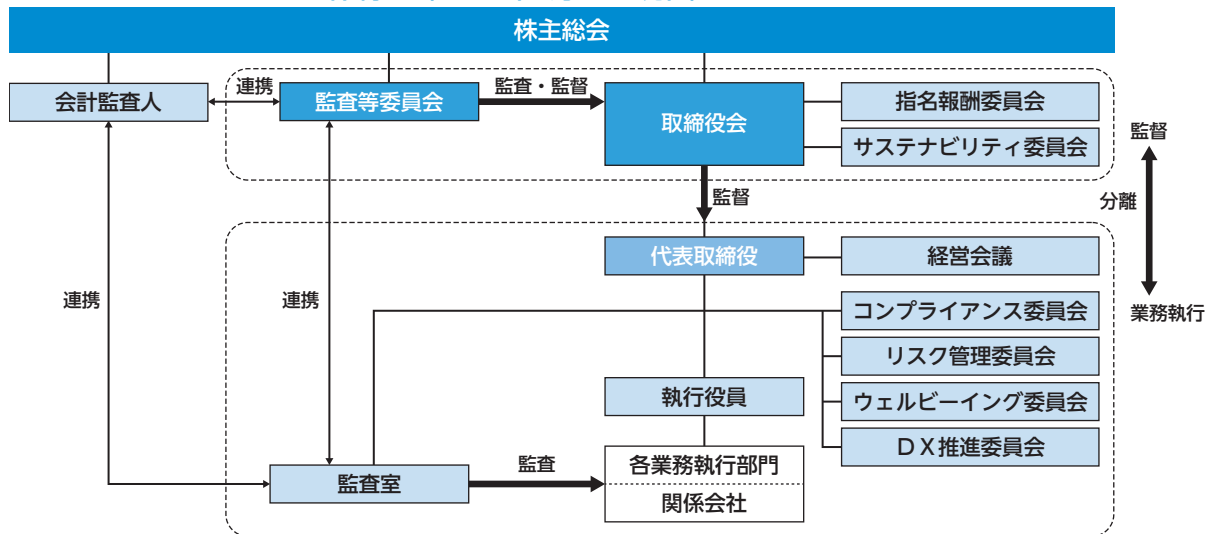 株主総会
会計監査人
連携
監査等委員会
監査・監督
取締役会
指名報酬委員会
サステナビリティ委員会
監督
分離
業務執行
監督
代表取締役
経営会議
連携
連携
コンプライアンス委員会
リスク管理委員会
執行役員
ウェルビーイング委員会
DX推進委員会
監査室
監査
各業務執行部門
関係会社